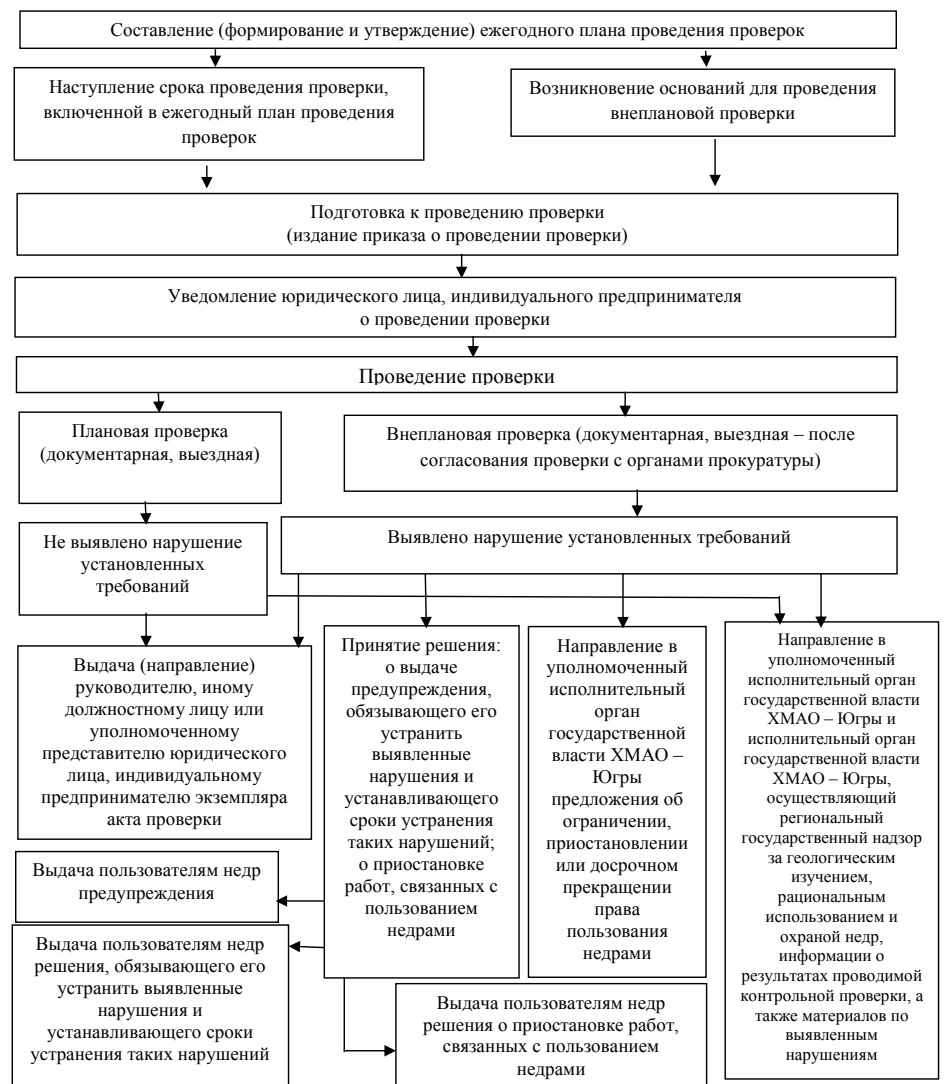 Составление (формирование и утверждение) ежегодного плана проведения проверок
Наступление срока проведения проверки,
включенной в ежегодный план проведения
проверок
Возникновение оснований для проведения
внеплановой проверки
Подготовка к проведению проверки
(издание приказа о проведении проверки)
Уведомление юридического лица, индивидуального предпринимателя
о проведении проверки
Проведение проверки
Плановая проверка
(документарная, выездная)
Внеплановая проверка (документарная, выездная – после
согласования проверки с органами прокуратуры)
Не выявлено нарушение
установленных
требований
Выявлено нарушение установленных требований
Выдача (направление)
руководителю, иному
должностному лицу или
уполномоченному
представителю юридического
лица, индивидуальному
предпринимателю экземпляра
акта проверки
Принятие решения:
о выдаче
предупреждения,
обязывающего его
устранить
выявленные
нарушения и
устанавливающего
сроки устранения
таких нарушений;
о приостановке
работ, связанных с
пользованием
недрами
Направление в
уполномоченный
исполнительный
орган
государственной
власти ХМАО –
Югры
предложения об
ограничении,
приостановлении
или досрочном
прекращении
права
пользования
недрами
Направление в
уполномоченный
исполнительный орган
государственной власти
ХМАО – Югры и
исполнительный орган
государственной власти
ХМАО – Югры,
осуществляющий
региональный
государственный надзор
за геологическим
изучением,
рациональным
использованием и
охраной недр,
информации о
результатах проводимой
контрольной проверки, а
также материалов по
выявленным
нарушениям
Выдача пользователям недр
предупреждения
Выдача пользователям недр
решения, обязывающего его
устранить выявленные
нарушения и
устанавливающего сроки
устранения таких нарушений
Выдача пользователям недр
решения о приостановке работ,
связанных с пользованием
недрами